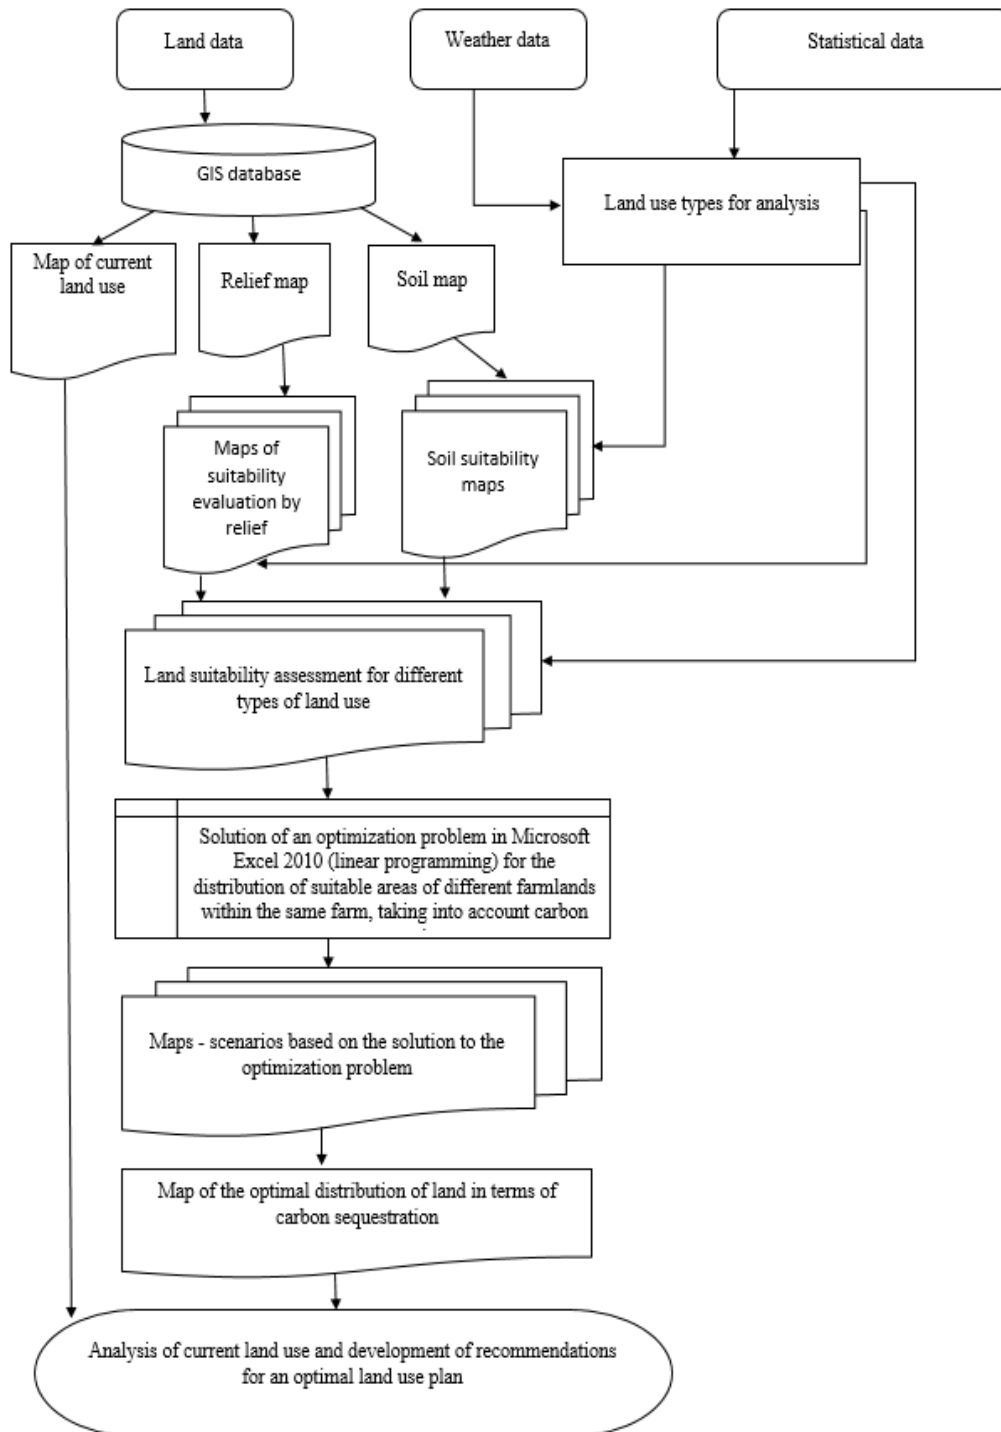 Land data
Weather data
Statistical data
GIS database
Land use types for analysis
Map of current
land use
Relief map
Soil map
Maps of
suitability
evaluation by
relief
Soil suitability
maps
Land suitability assessment for different
types of land use
Solution of an optimization problem in Microsoft
Excel 2010 (linear programming) for the
distribution of suitable areas of different farmlands
within the same farm, taking into account carbon
Maps - scenarios based on the solution to the
optimization problem
Map of the optimal distribution of land in terms of
carbon sequestration
Analysis of current land use and development of recommendations
for an optimal land use plan